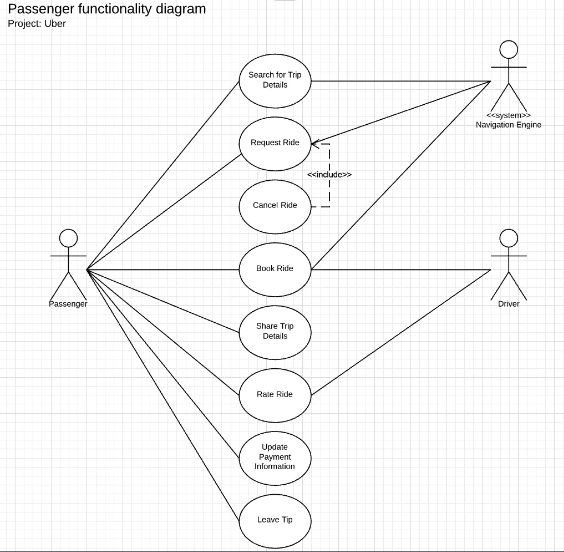 Passenger functionality diagram
Project: Uber
Search for Trip
Details
<<system>>
Navigation Engine
Request Ride
<<include>>
Cancel Ride
Passenger
Book Ride
Driver
Share Trip
Details
Rate Ride
Update
Payment
Information
Leave Tip